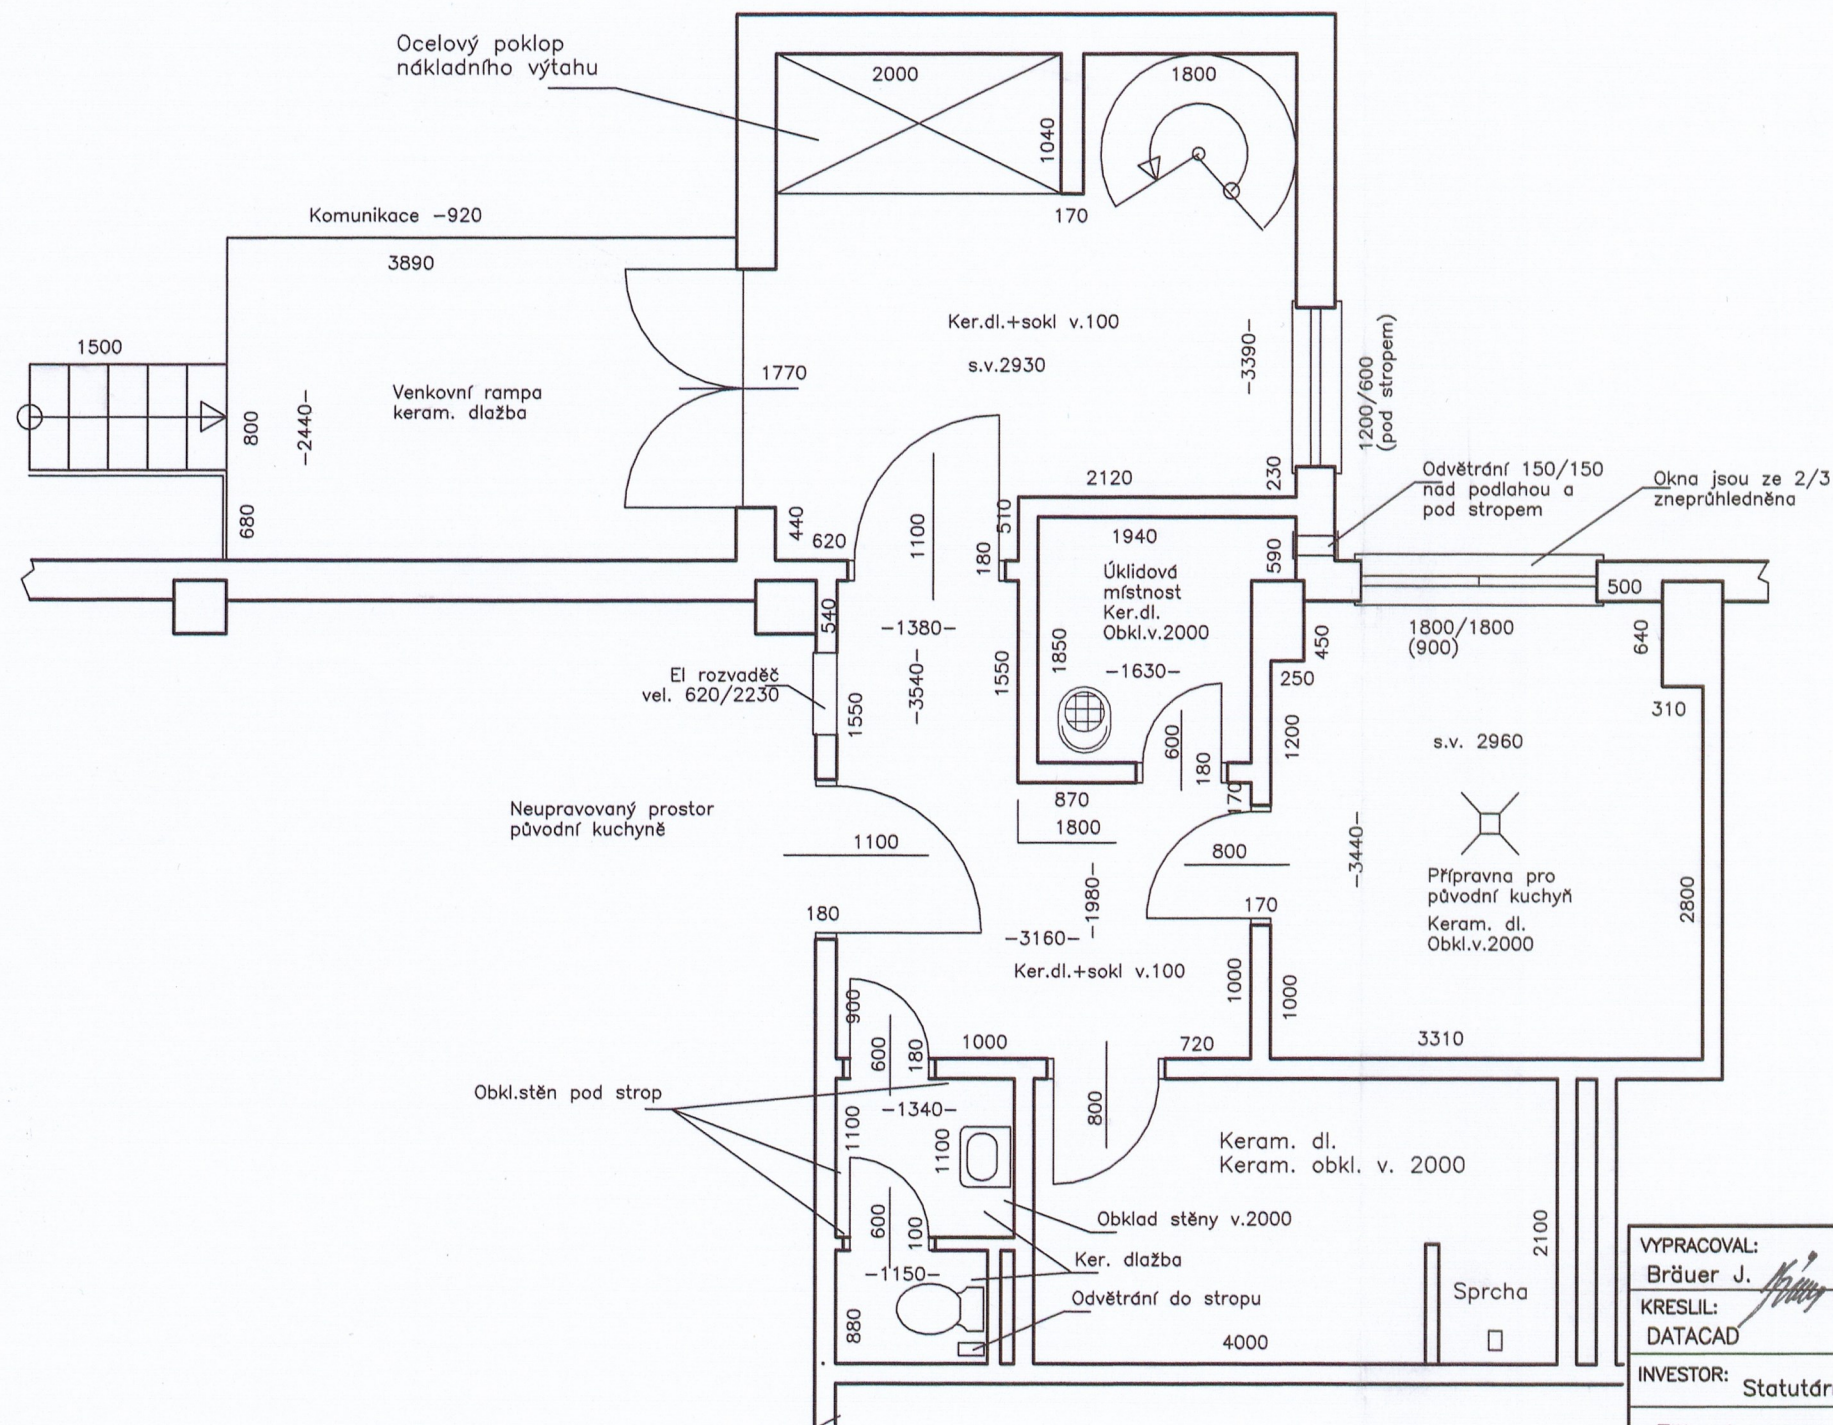 Ocelový poklop
nákladního výtahu
2000
1800
1040
170
Komunikace -920
3890
1500
Ker.dl.+sokl v.100
s.v.2930
-3390-
1200/600
(pod stropem)
1770
Venkovní rampa
keram. dlažba
800
-2440-
680
440
620
1100
510
180
2120
230
Odvětrání 150/150
nad podlahou a
pod stropem
Okna jsou ze 2/3
zneprůhledněna
1940
590
Úklidová
místnost
Ker.dl.
Obkl.v.2000
1850
-1630-
540
-1380-
-3540-
1550
1550
El rozvaděč
vel. 620/2230
500
1800/1800
(900)
640
450
250
310
1200
s.v. 2960
600
180
170
870
1800
Neupravovaný prostor
původní kuchyně
1100
800
-3440-
180
170
-1980-
-3160-
Ker.dl.+sokl v.100
Přípravna pro
původní kuchyň
Keram. dl.
Obkl.v.2000
2800
1000
1000
900
600
180
1000
720
3310
Obkl.stěn pod strop
-1340-
1100
1100
800
Keram. dl.
Keram. obkl. v. 2000
600
100
Obklad stěny v.2000
2100
-1150-
Ker. dlažba
880
Odvětrání do stropu
Sprcha
4000
VYPRACOVAL:
Bräuer J.
KRESLIL:
DATACAD
INVESTOR:
Statutár